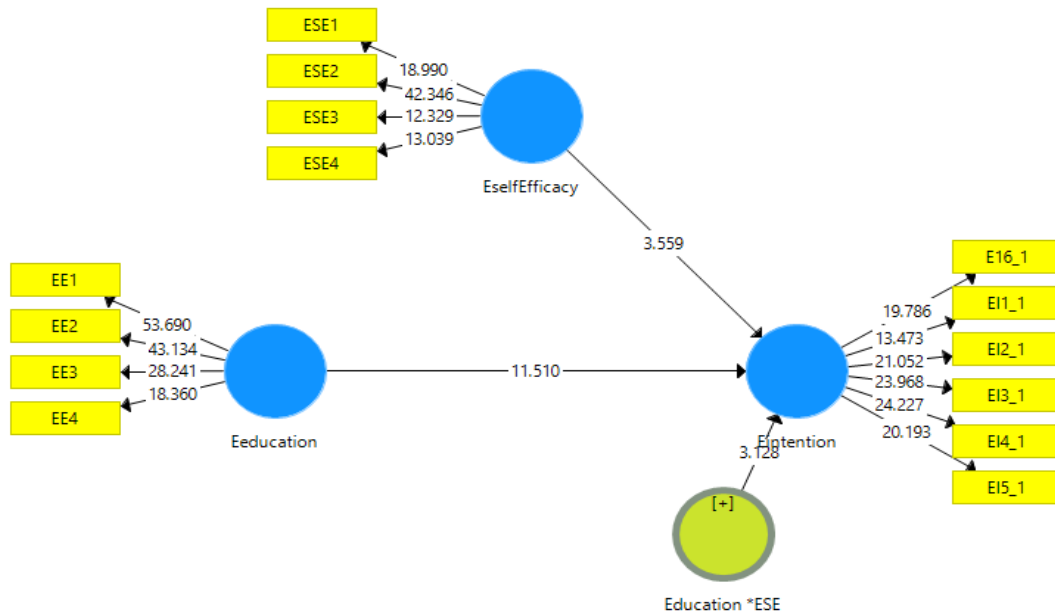 ESE1
ESE2
ESE3
ESE4
18.990
42.346
12.329
13.039
EselfEfficacy
3.559
EE1
EE2
EE3
EE4
53.690
43.134
28.241
18.360
Eeducation
11.510
E16_1
EI1_1
EI2_1
EI3_1
EI4_1
EI5_1
19.786
13.473
21.052
23.968
24.227
20.193
EIntention
3.128
[+]
Education *ESE